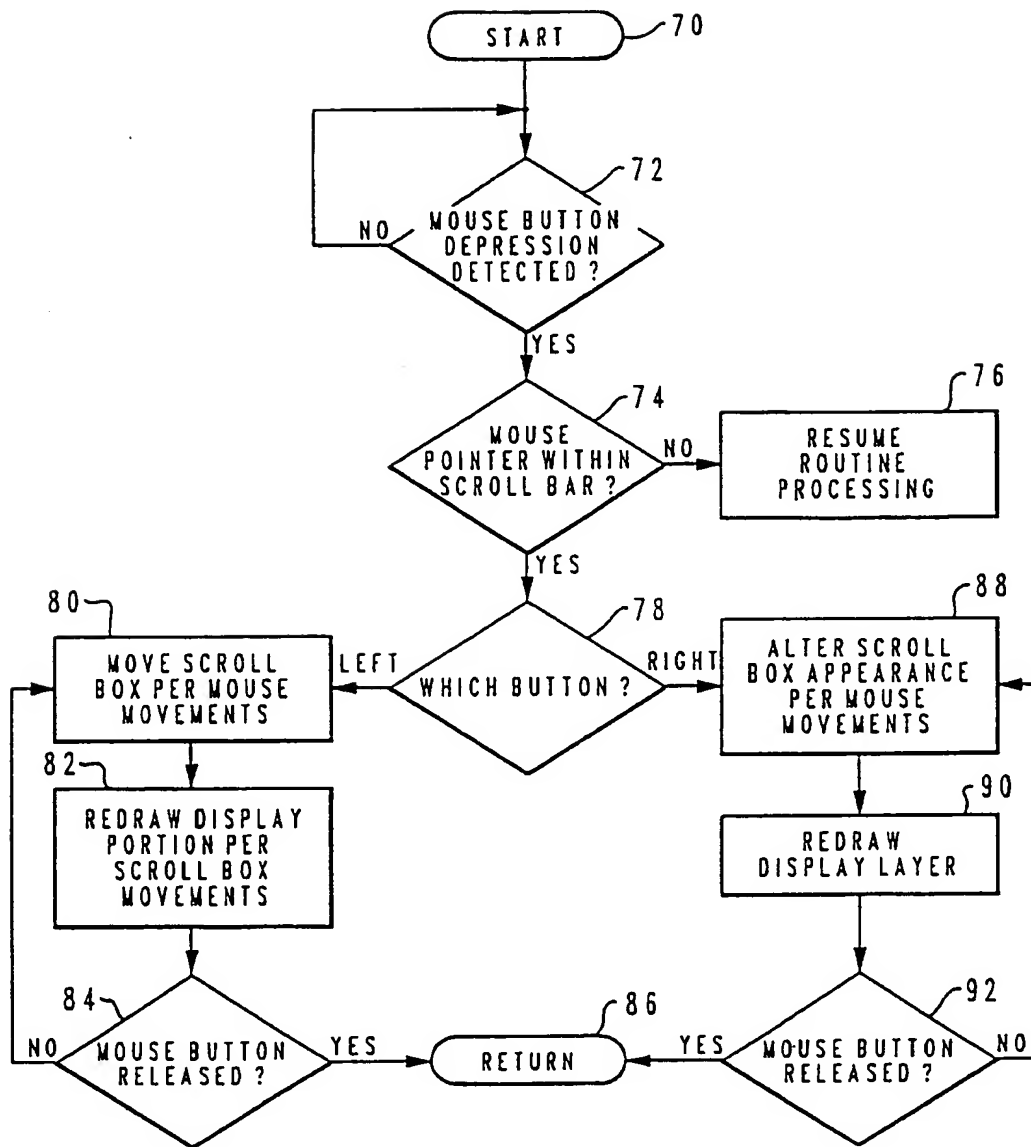 START
70
72
MOUSE BUTTON
DEPRESSION
DETECTED ?
NO
YES
74
MOUSE
POINTER WITHIN
SCROLL BAR ?
NO
76
RESUME
ROUTINE
PROCESSING
YES
78
WHICH BUTTON ?
LEFT
RIGHT
80
MOVE SCROLL
BOX PER MOUSE
MOVEMENTS
88
ALTER SCROLL
BOX APPEARANCE
PER MOUSE
MOVEMENTS
82
REDRAW DISPLAY
PORTION PER
SCROLL BOX
MOVEMENTS
90
REDRAW
DISPLAY LAYER
84
MOUSE BUTTON
RELEASED ?
NO
YES
86
RETURN
92
MOUSE BUTTON
RELEASED ?
YES
NO